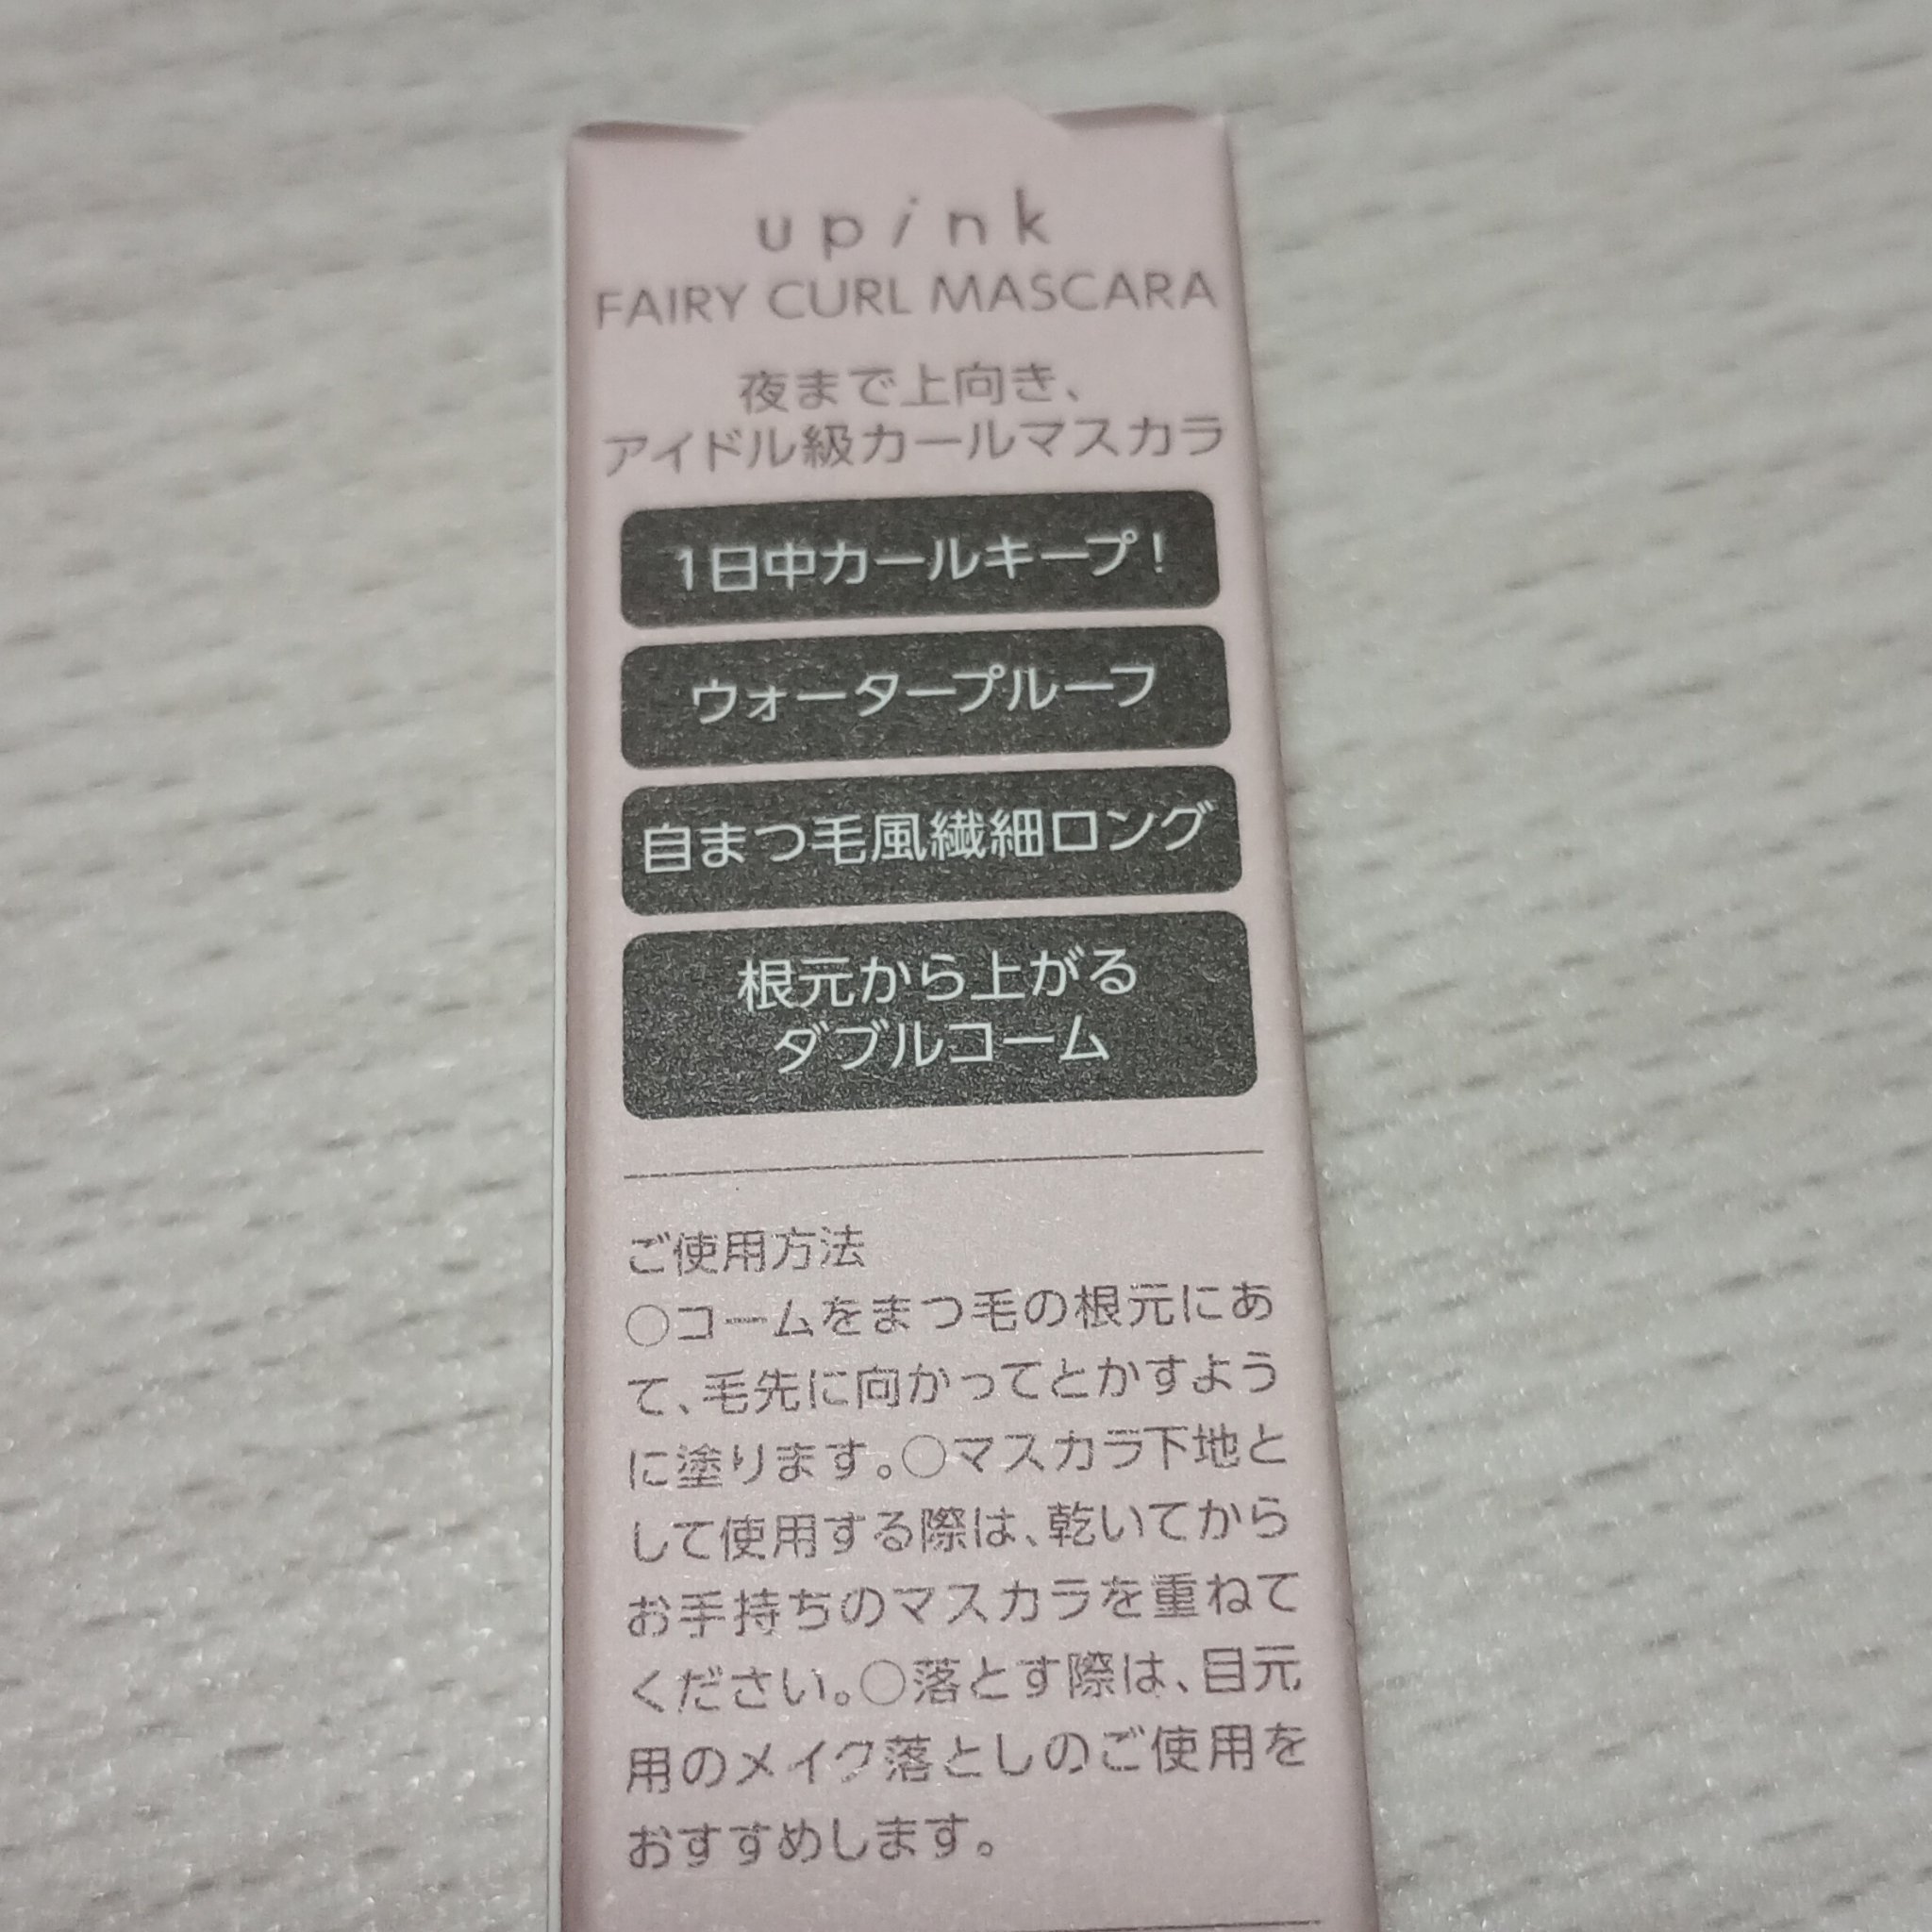 upink
FAIRY CURL MASCARA
夜まで上向き、
アイドル級カールマスカラ
1日中カールキープ！
ウォータープルーフ
自まつ毛風繊細ロング
根元から上がる
ダブルコーム
ご使用方法
○コームをまつ毛の根元にあ
て、毛先に向かってとかすよう
に塗ります。○マスカラ下地と
して使用する際は、乾いてから
お手持ちのマスカラを重ねて
ください。○落とす際は、目元
用のメイク落としのご使用を
おすすめします。